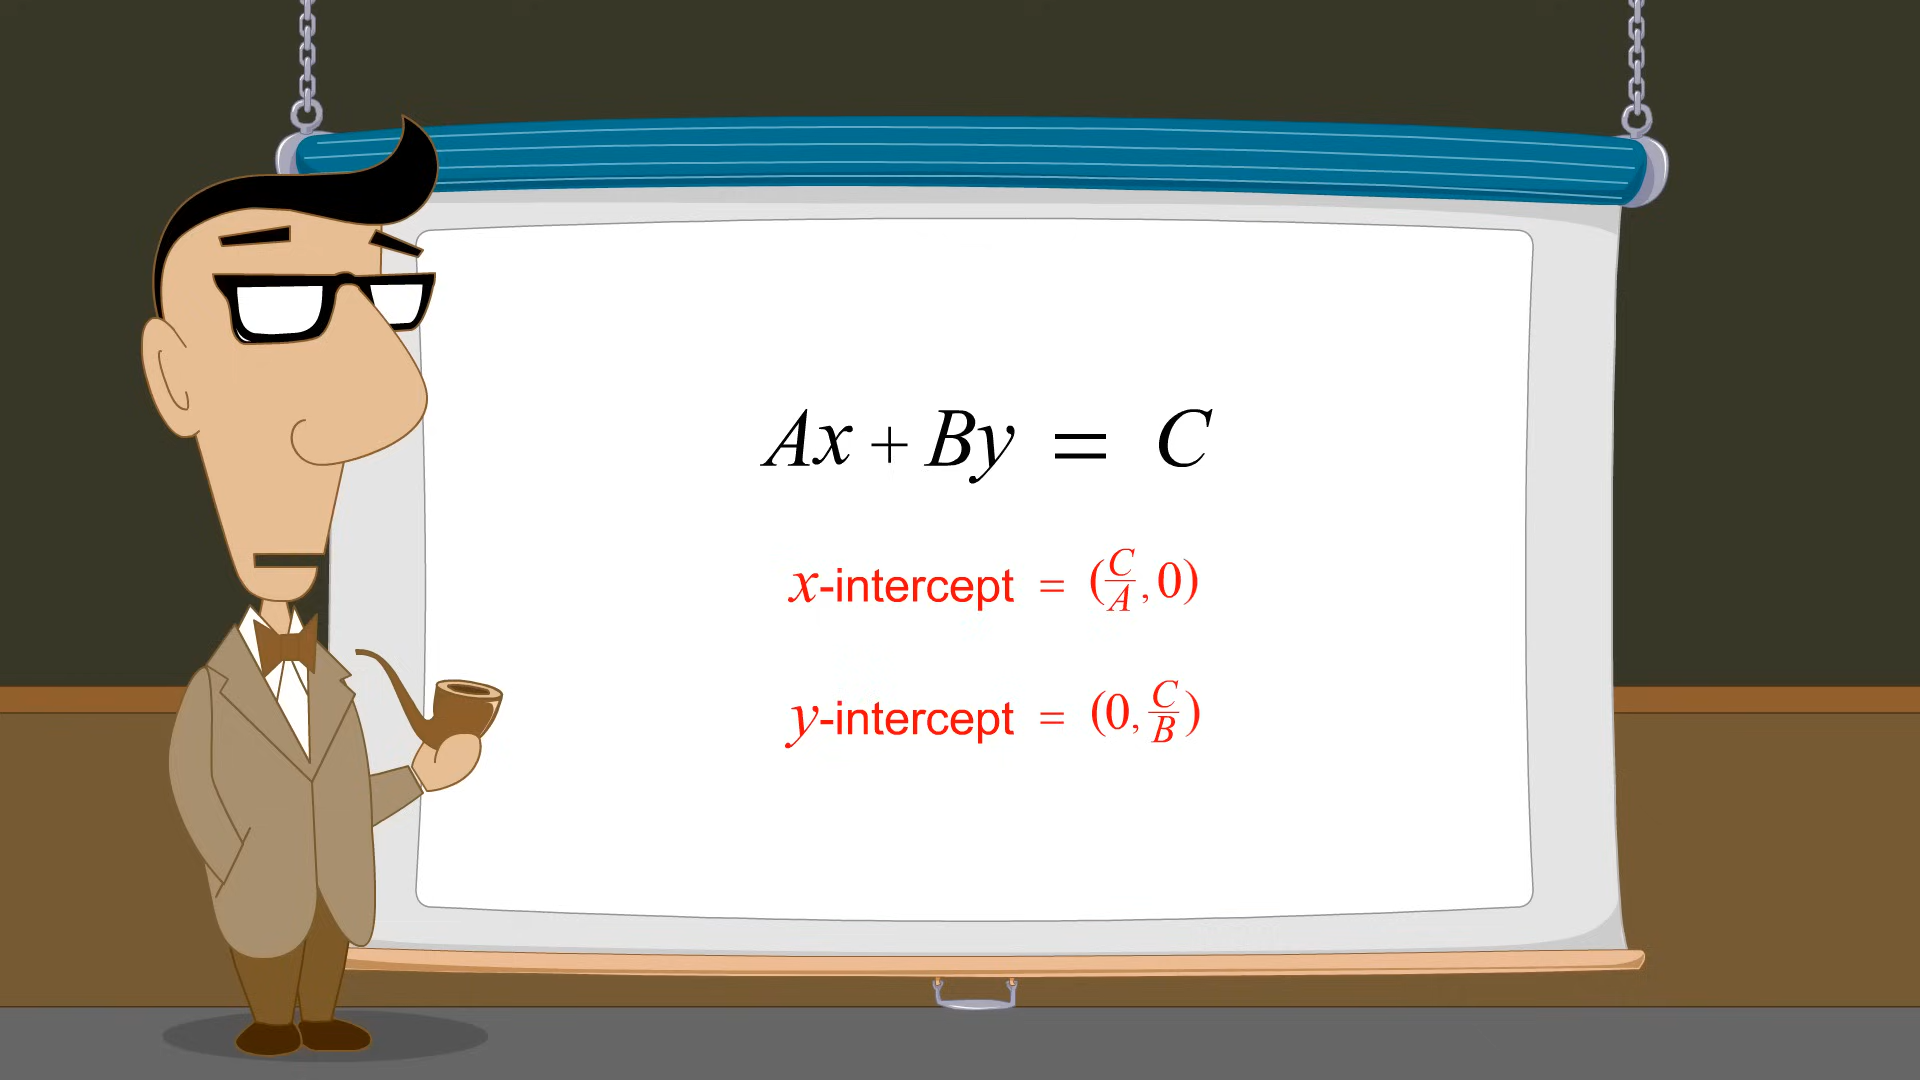 Ax + By = C
x-intercept = (C/A, 0)
y-intercept = (0, C/B)